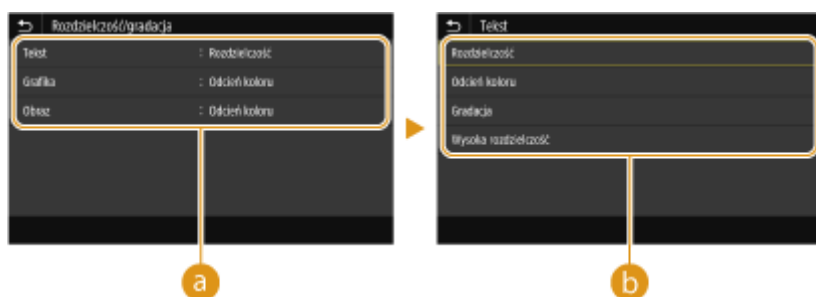 Rozdzielczość/gradacja
Tekst : Rozdzielczość
Grafika : Odcień koloru
Obraz : Odcień koloru
a
Tekst
Rozdzielczość
Odcień koloru
Gradacja
Wysoka rozdzielczość
b